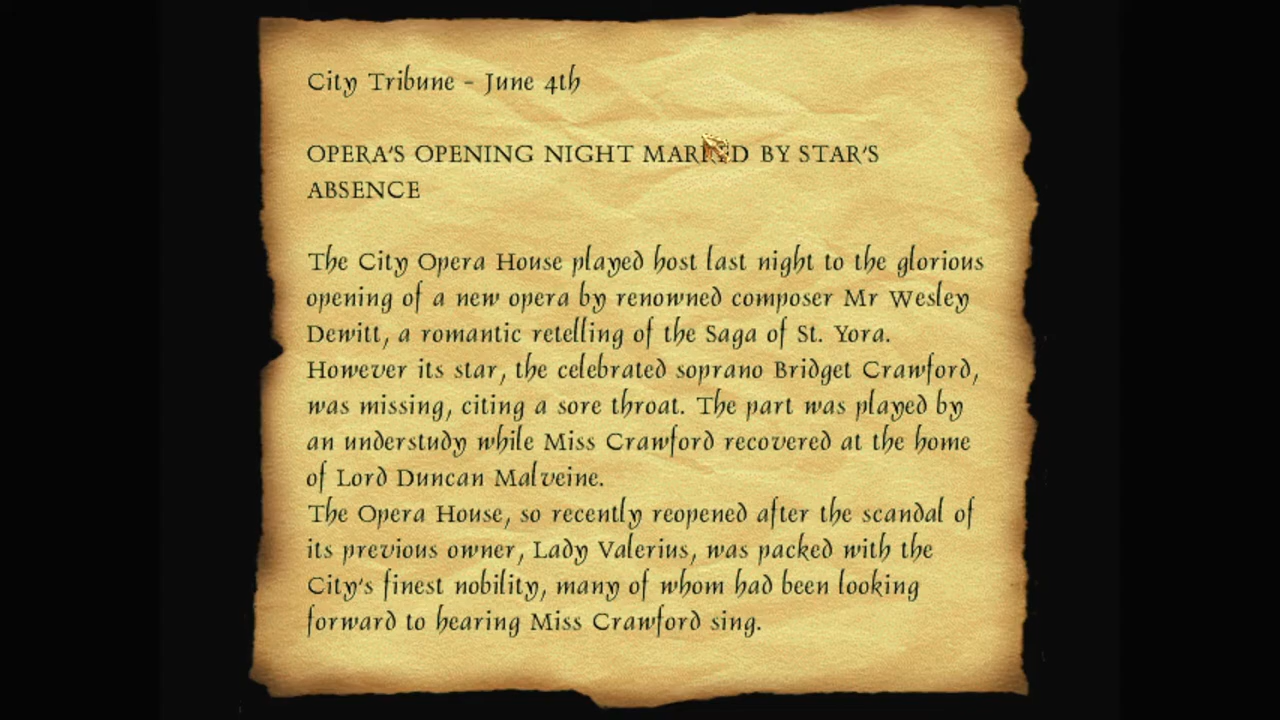 City Tribune - June 4th
OPERA'S OPENING NIGHT MARRED BY STAR'S
ABSENCE
The City Opera House played host last night to the glorious
opening of a new opera by renowned composer Mr Wesley
Dewitt, a romantic retelling of the Saga of St. Yora.
However its star, the celebrated soprano Bridget Crawford,
was missing, citing a sore throat. The part was played by
an understudy while Miss Crawford recovered at the home
of Lord Duncan Malveine.
The Opera House, so recently reopened after the scandal of
its previous owner, Lady Valerius, was packed with the
City's finest nobility, many of whom had been looking
forward to hearing Miss Crawford sing.